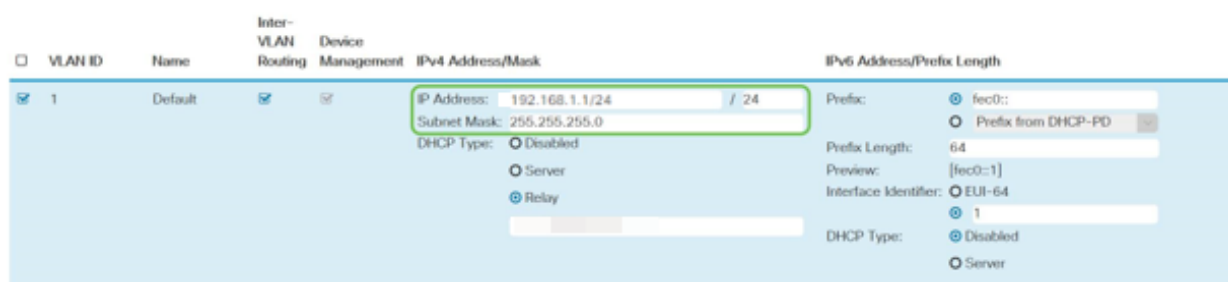 Inter-
VLAN Device
VLAN ID Name Routing Management IPv4 Address/Mask IPv6 Address/Prefix Length
1 Default IP Address: 192.168.1.1/24 / 24 Prefix: fec0::
Subnet Mask: 255.255.255.0 Prefix from DHCP-PD
DHCP Type: Disabled Prefix Length: 64
Server Preview: [fec0::1]
Relay Interface Identifier: EUI-64
1
DHCP Type: Disabled
Server